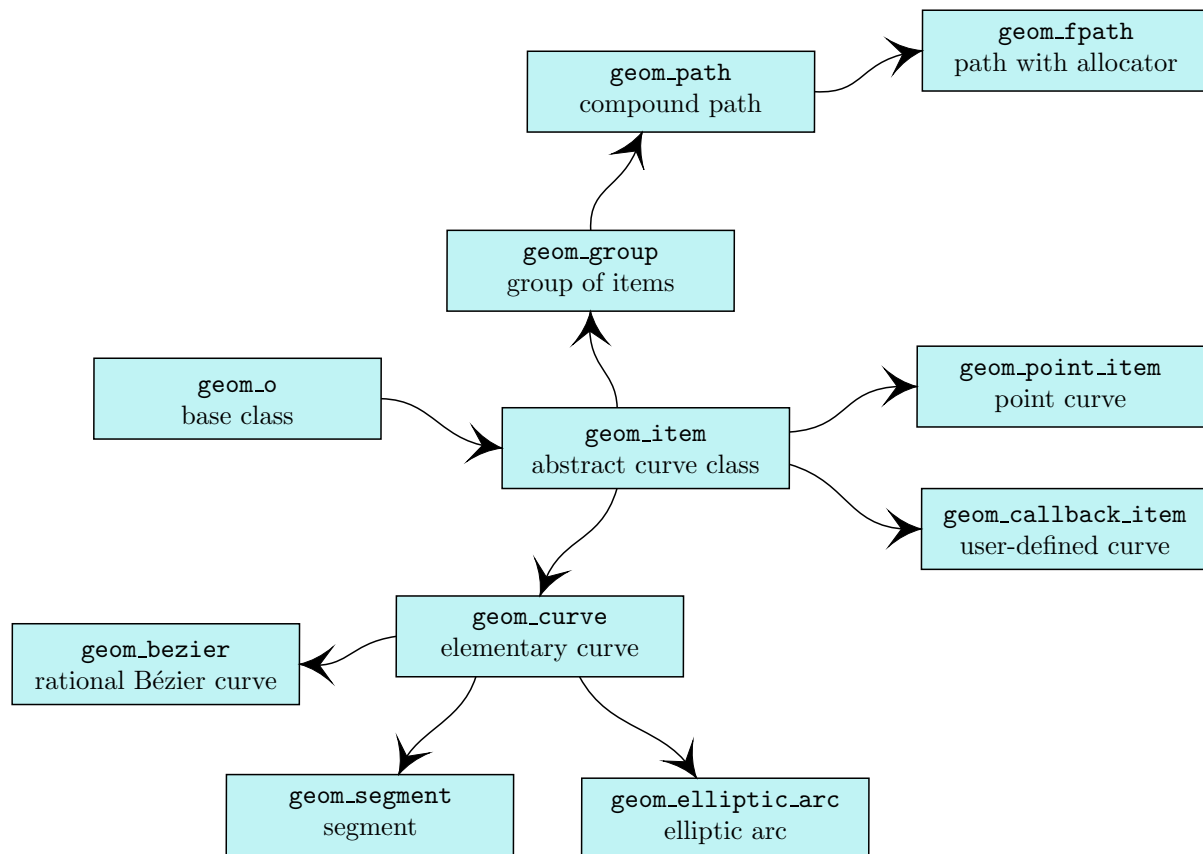 geom_fpath
path with allocator
geom_path
compound path
geom_group
group of items
geom_o
base class
geom_item
abstract curve class
geom_point_item
point curve
geom_callback_item
user-defined curve
geom_curve
elementary curve
geom_bezier
rational Bézier curve
geom_segment
segment
geom_elliptic_arc
elliptic arc